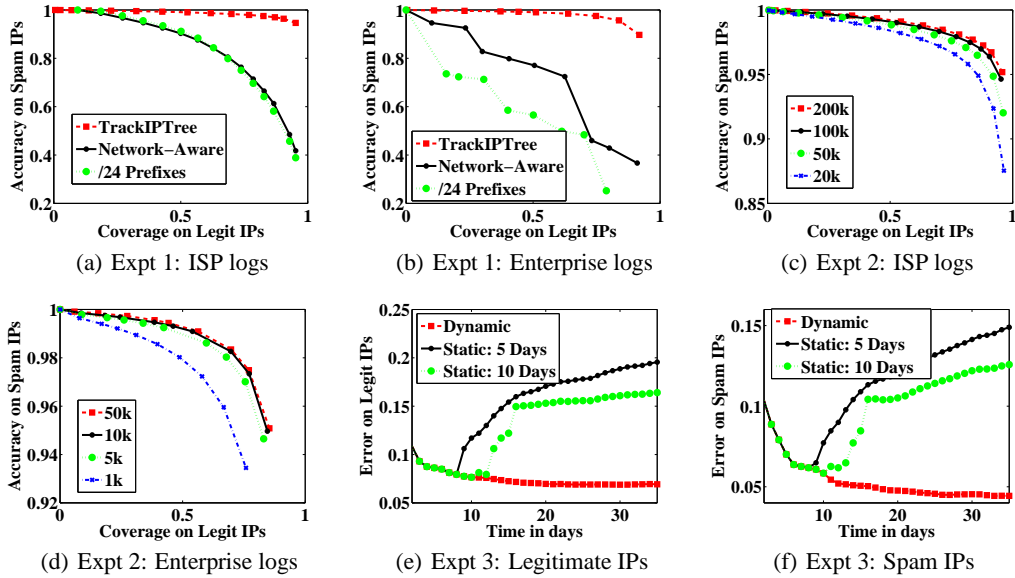 1
0.8
0.6
0.4
0.2
0
0.5
1
Accuracy on Spam IPs
Coverage on Legit IPs
TrackIPTree
Network-Aware
/24 Prefixes
(a) Expt 1: ISP logs
1
0.8
0.6
0.4
0.2
0
0.5
1
Accuracy on Spam IPs
Coverage on Legit IPs
TrackIPTree
Network-Aware
/24 Prefixes
(b) Expt 1: Enterprise logs
1
0.95
0.9
0.85
0
0.5
1
Accuracy on Spam IPs
Coverage on Legit IPs
200k
100k
50k
20k
(c) Expt 2: ISP logs
1
0.98
0.96
0.94
0.92
0
0.5
1
Accuracy on Spam IPs
Coverage on Legit IPs
50k
10k
5k
1k
(d) Expt 2: Enterprise logs
0.25
0.2
0.15
0.1
0.05
10
20
30
Error on Legit IPs
Time in days
Dynamic
Static: 5 Days
Static: 10 Days
(e) Expt 3: Legitimate IPs
0.15
0.1
0.05
10
20
30
Error on Spam IPs
Time in days
Dynamic
Static: 5 Days
Static: 10 Days
(f) Expt 3: Spam IPs